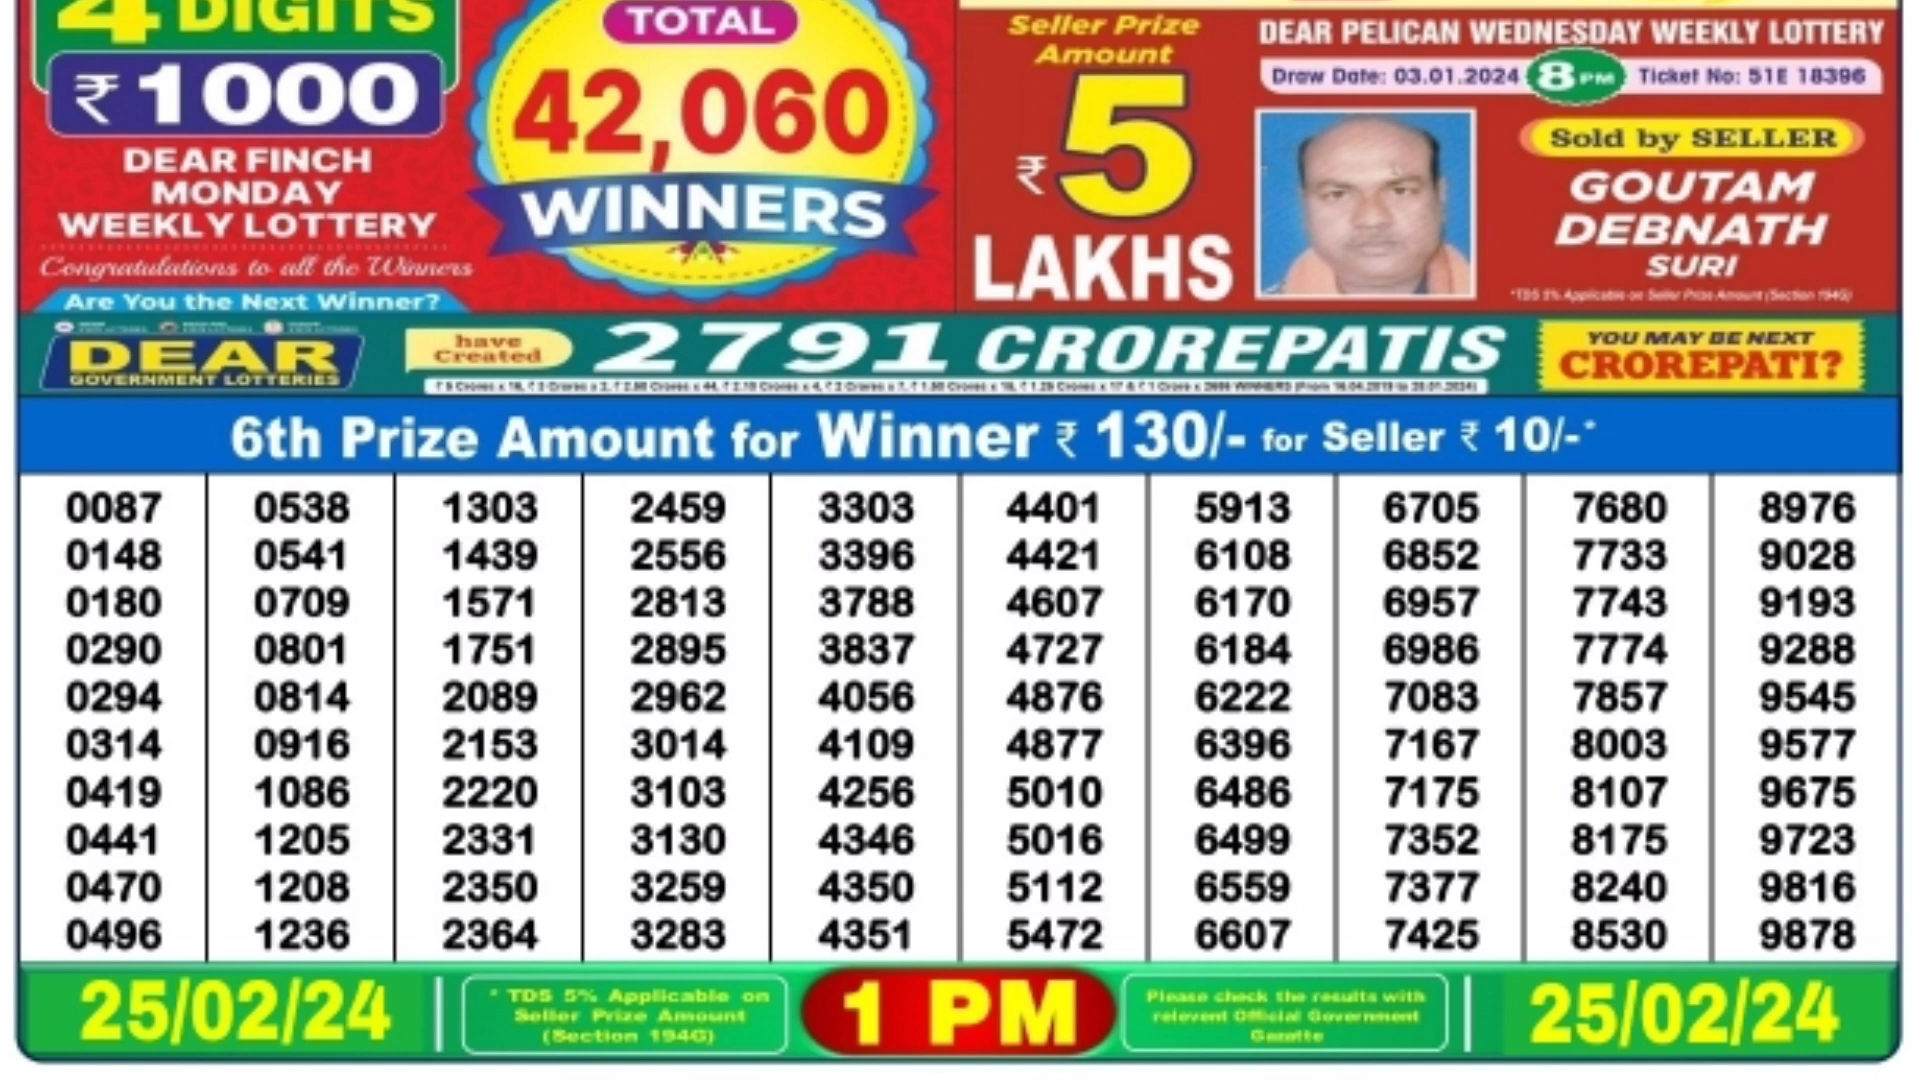 4 DIGITS
₹1000
DEAR FINCH
MONDAY
WEEKLY LOTTERY
Congratulations to all the Winners
Are You the Next Winner?
TOTAL
42,060
WINNERS
Seller Prize
Amount
₹5
LAKHS
DEAR PELICAN WEDNESDAY WEEKLY LOTTERY
Draw Date: 03.01.2024 8PM Ticket No: 51E 18396
Sold by SELLER
GOUTAM
DEBNATH
SURI
*TDS 5% Applicable on Seller Prize Amount (Section 194G)
DEAR
GOVERNMENT LOTTERIES
have
Created
2791 CROREPATIS
YOU MAY BE NEXT
CROREPATI?
6th Prize Amount for Winner ₹ 130/- for Seller ₹ 10/-*
0087 0538 1303 2459 3303 4401 5913 6705 7680 8976
0148 0541 1439 2556 3396 4421 6108 6852 7733 9028
0180 0709 1571 2813 3788 4607 6170 6957 7743 9193
0290 0801 1751 2895 3837 4727 6184 6986 7774 9288
0294 0814 2089 2962 4056 4876 6222 7083 7857 9545
0314 0916 2153 3014 4109 4877 6396 7167 8003 9577
0419 1086 2220 3103 4256 5010 6486 7175 8107 9675
0441 1205 2331 3130 4346 5016 6499 7352 8175 9723
0470 1208 2350 3259 4350 5112 6559 7377 8240 9816
0496 1236 2364 3283 4351 5472 6607 7425 8530 9878
25/02/24
* TDS 5% Applicable on
Seller Prize Amount
(Section 194G)
1 PM
Please check the results with
relevent Official Government
Gazatte
25/02/24